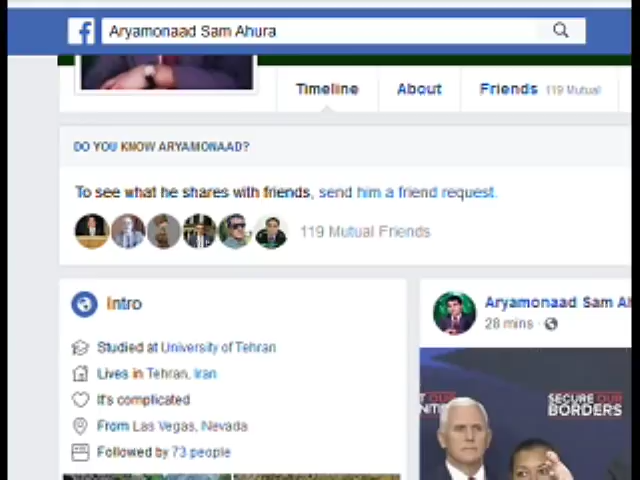 Aryamonaad Sam Ahura
Timeline
About
Friends 119 Mutual
DO YOU KNOW ARYAMONAAD?
To see what he shares with friends, send him a friend request.
119 Mutual Friends
Intro
Aryamonaad Sam Al
28 mins ·
Studied at University of Tehran
Lives in Tehran, Iran
It's complicated
From Las Vegas, Nevada
Followed by 73 people
T OUR
SECURE OUR
BORDERS